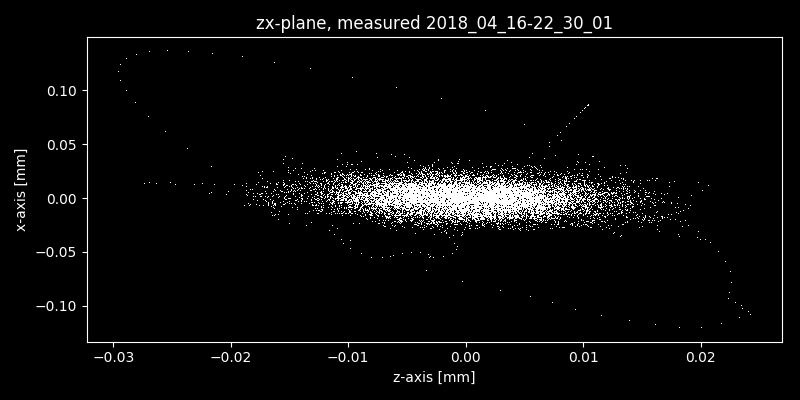 zx-plane, measured 2018_04_16-22_30_01
0.10
0.05
0.00
−0.05
−0.10
x-axis [mm]
−0.03 −0.02 −0.01 0.00 0.01 0.02
z-axis [mm]